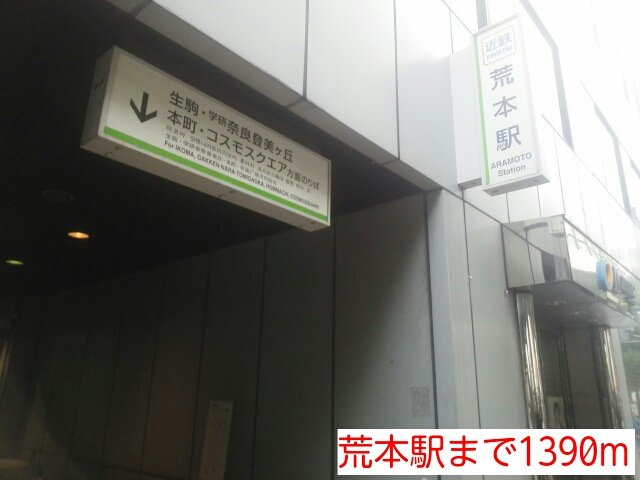 生駒・学研奈良登美ヶ丘
本町・コスモスクエア方面のりば
For IKOMA, GAKKEN-NARA-TOMIGAOKA, HOMMACHI, COSMOSQUARE
近鉄
KINTETSU
荒本駅
ARAMOTO
Station
荒本駅まで1390m